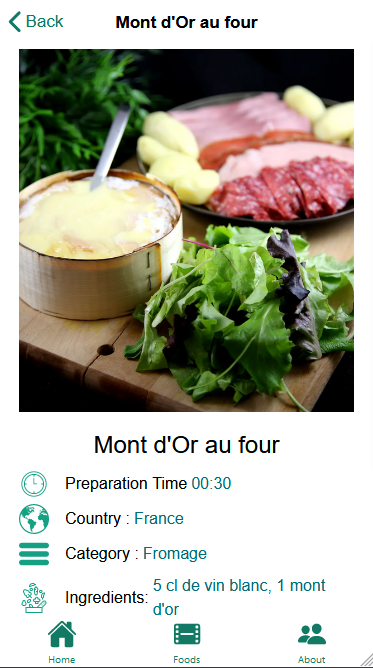 Back
Mont d'Or au four
Mont d'Or au four
Preparation Time 00:30
Country : France
Category : Fromage
Ingredients: 5 cl de vin blanc, 1 mont
d'or
Home
Foods
About